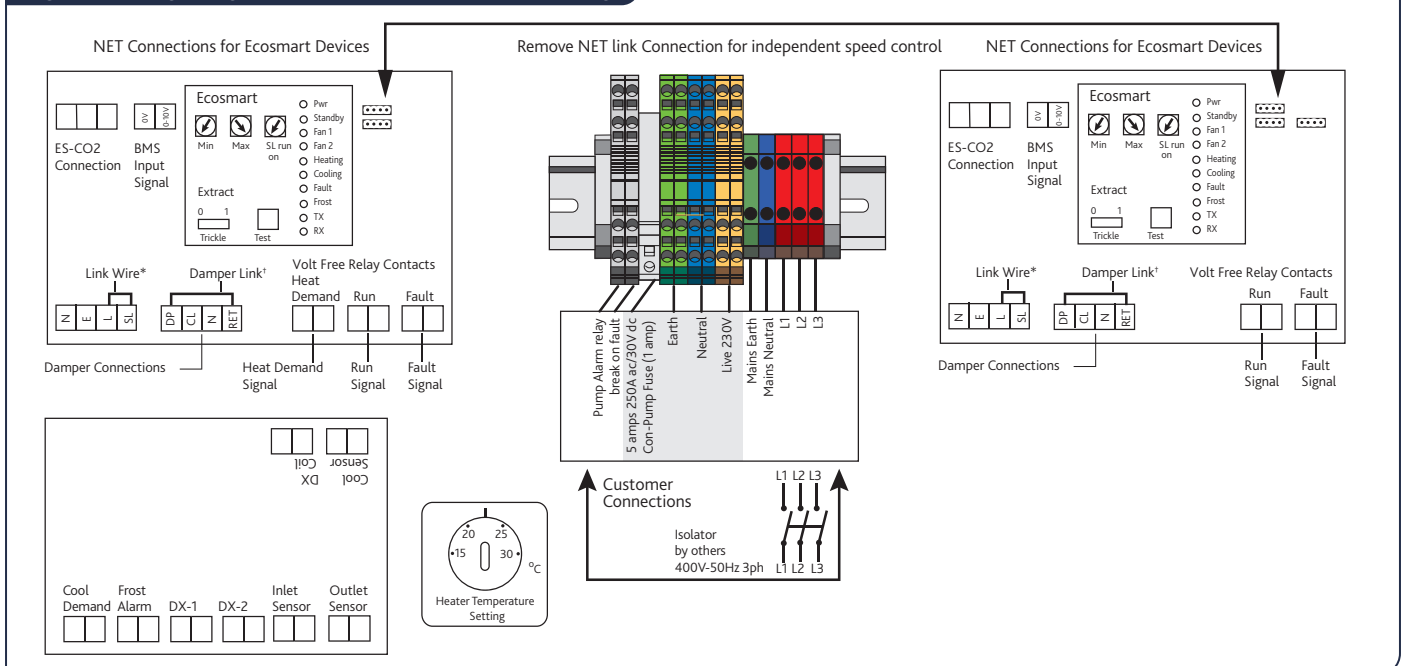 NET Connections for Ecosmart Devices
Remove NET link Connection for independent speed control
NET Connections for Ecosmart Devices
ES-CO2
Connection
0V
0-10V
BMS
Input
Signal
Ecosmart
Min
Max
SL run
on
Extract
0 1
Trickle
Test
Pwr
Standby
Fan 1
Fan 2
Heating
Cooling
Fault
Frost
TX
RX
Link Wire*
N
E
L
SL
Damper Link†
DP
CL
N
RET
Volt Free Relay Contacts
Heat
Demand
Run
Fault
Damper Connections
Heat Demand
Signal
Run
Signal
Fault
Signal
Pump Alarm relay
break on fault
5 amps 250A ac/30V dc
Con-Pump Fuse (1 amp)
Earth
Neutral
Live 230V
Mains Earth
Mains Neutral
L1
L2
L3
Customer
Connections
L1 L2 L3
Isolator
by others
400V-50Hz 3ph
L1 L2 L3
ES-CO2
Connection
0V
0-10V
BMS
Input
Signal
Ecosmart
Min
Max
SL run
on
Extract
0 1
Trickle
Test
Pwr
Standby
Fan 1
Fan 2
Heating
Cooling
Fault
Frost
TX
RX
Link Wire*
N
E
L
SL
Damper Link†
DP
CL
N
RET
Volt Free Relay Contacts
Run
Fault
Damper Connections
Run
Signal
Fault
Signal
DX
Coil
Cool
Sensor
Cool
Demand
Frost
Alarm
DX-1
DX-2
Inlet
Sensor
Outlet
Sensor
20
25
15
30
°C
Heater Temperature
Setting